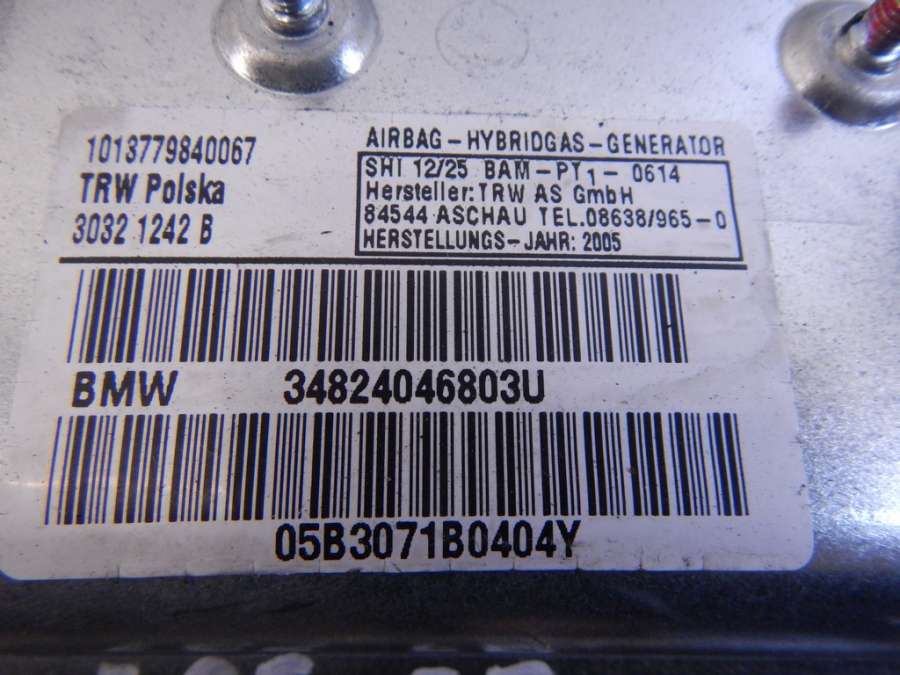 1013779840067
TRW Polska
3032 1242 B
AIRBAG-HYBRIDGAS-GENERATOR
SHI 12/25 BAM-PT1-0614
Hersteller: TRW AS GmbH
84544 ASCHAU TEL.08638/965-0
HERSTELLUNGS-JAHR: 2005
BMW 34824046803U
05B3071B0404Y